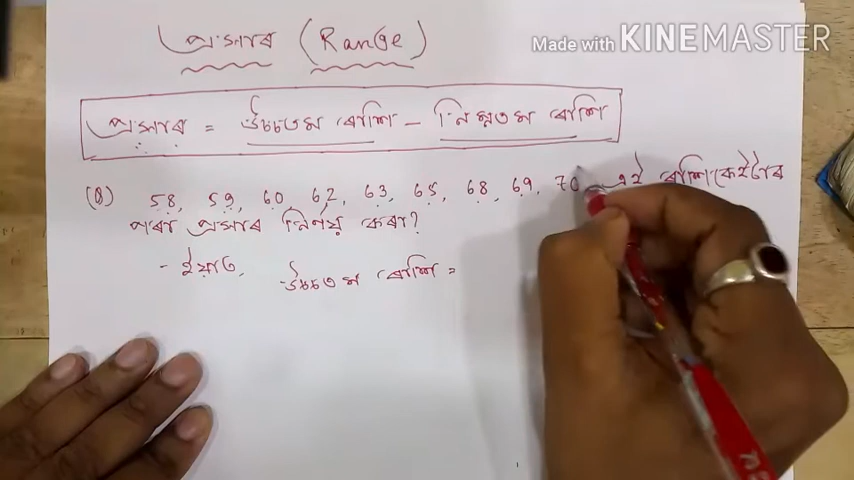 প্ৰসাৰ (Range)
Made with KINEMASTER
প্ৰসাৰ = উচ্চতম ৰাশি - নিম্নতম ৰাশি
(Q) 58, 59, 60, 62, 63, 65, 68, 69, 70 এই ৰাশিকেইটাৰ
পৰা প্ৰসাৰ নিৰ্ণয় কৰা?
- ইয়াত, উচ্চতম ৰাশি =